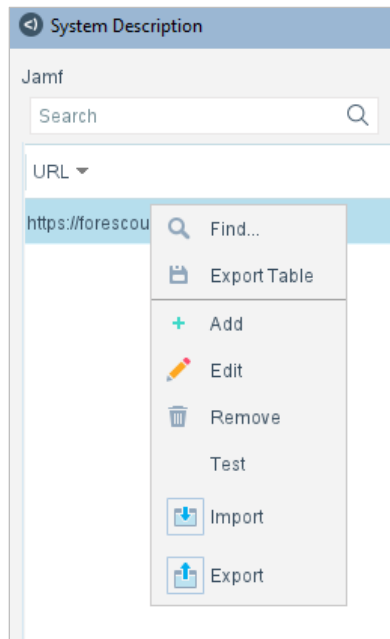 System Description
Jamf
Search
URL
https://forescou
Find...
Export Table
Add
Edit
Remove
Test
Import
Export